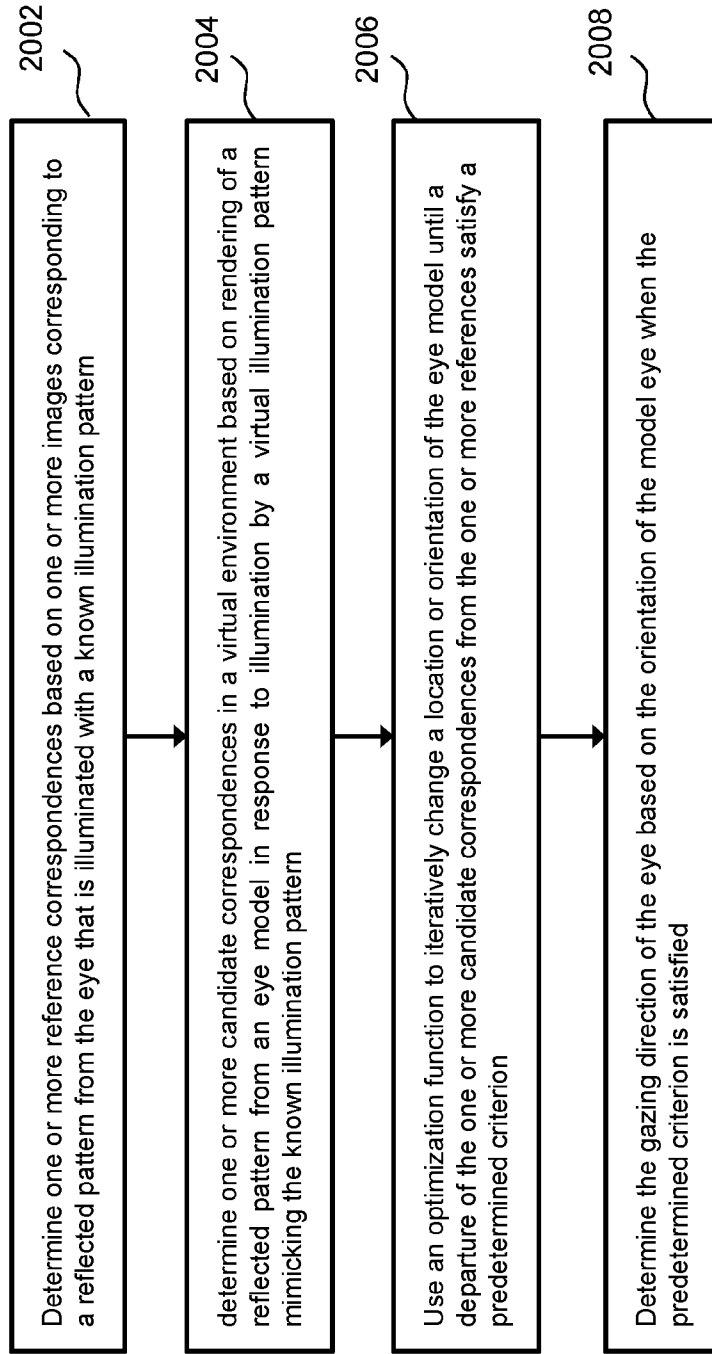 2002
Determine one or more reference correspondences based on one or more images corresponding to
a reflected pattern from the eye that is illuminated with a known illumination pattern
2004
determine one or more candidate correspondences in a virtual environment based on rendering of a
reflected pattern from an eye model in response to illumination by a virtual illumination pattern
mimicking the known illumination pattern
2006
Use an optimization function to iteratively change a location or orientation of the eye model until a
departure of the one or more candidate correspondences from the one or more references satisfy a
predetermined criterion
2008
Determine the gazing direction of the eye based on the orientation of the model eye when the
predetermined criterion is satisfied